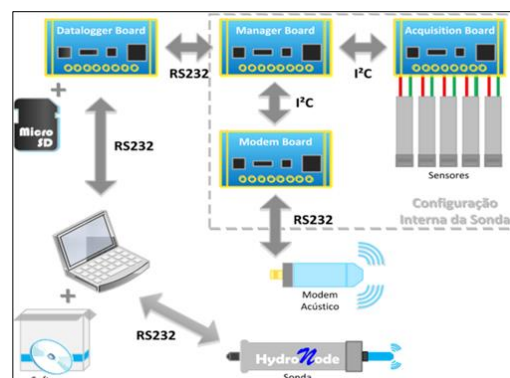 Datalogger Board
Manager Board
Acquisition Board
RS232
I²C
Micro
SD
RS232
I²C
Modem Board
Sensores
RS232
Configuração
Interna da Sonda
Modem
Acústico
RS232
HydroNode
Sonda